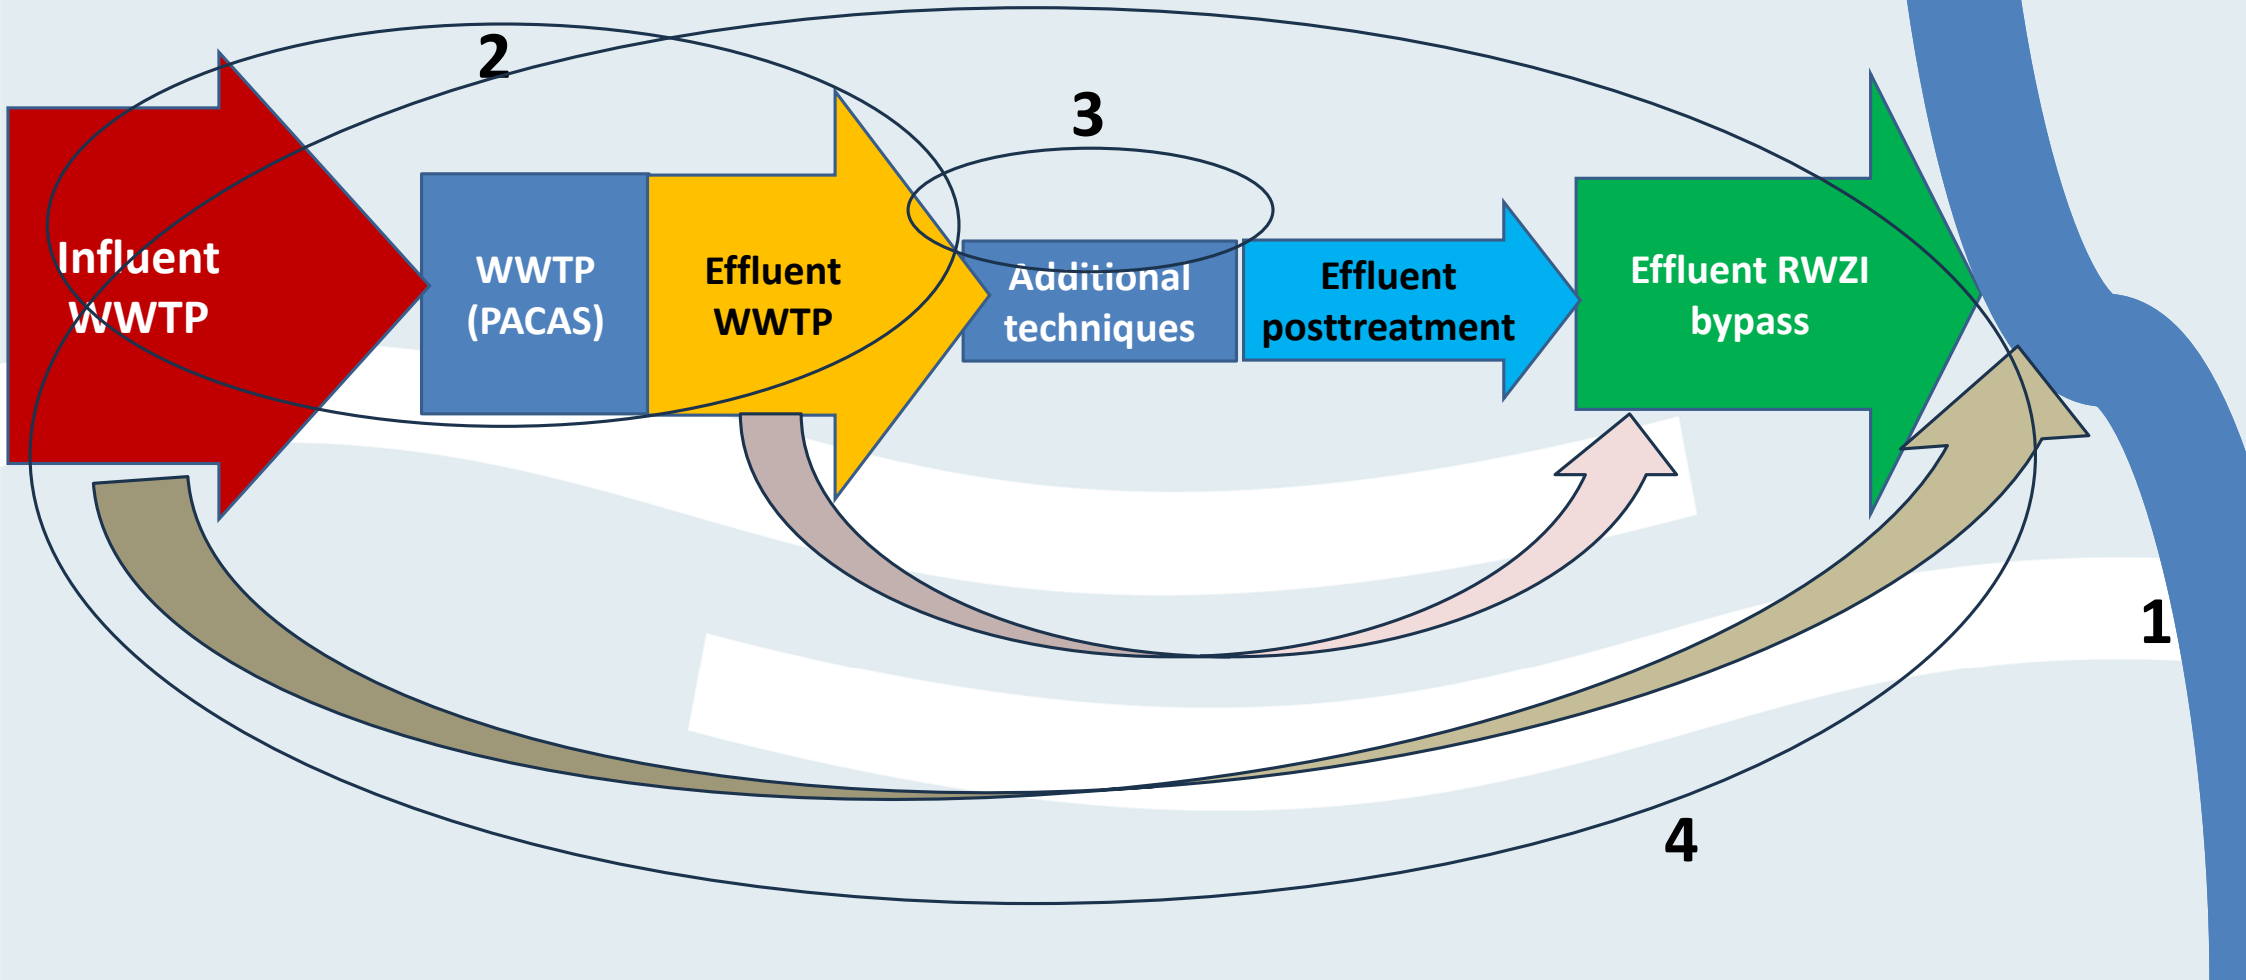 2
3
Influent
WWTP
WWTP
(PACAS)
Effluent
WWTP
Additional
techniques
Effluent
posttreatment
Effluent RWZI
bypass
1
4